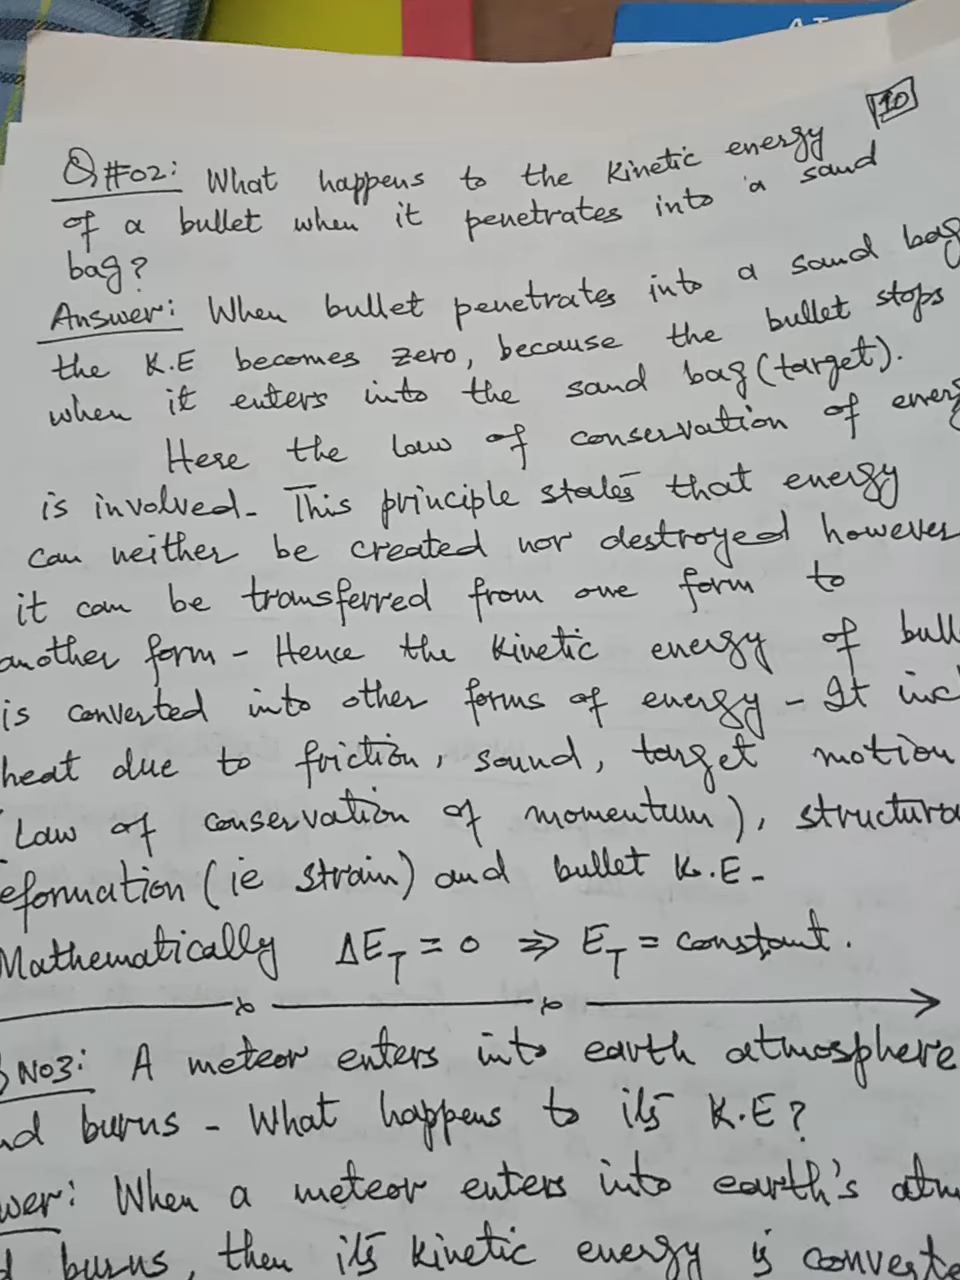 10
Q#02: What happens to the kinetic energy
of a bullet when it penetrates into a sand
bag?
Answer: When bullet penetrates into a sand bag
the K.E becomes zero, because the bullet stops
when it enters into the sand bag (target).
Here the law of conservation of
is involved. This principle states that energy
can neither be created nor destroyed however
it can be transferred from one form to
another form - Hence the kinetic energy of
is converted into other forms of energy - It
heat due to friction, sound, target motion
Law of conservation of momentum),
(ie strain) and bullet K.E -
Mathematically ΔE_T = 0 ⇒ E_T = constant.
No3: A meteor enters into earth atmosphere
burns - What happens to its K.E?
When a meteor enters into earth's
burns, then its kinetic energy is